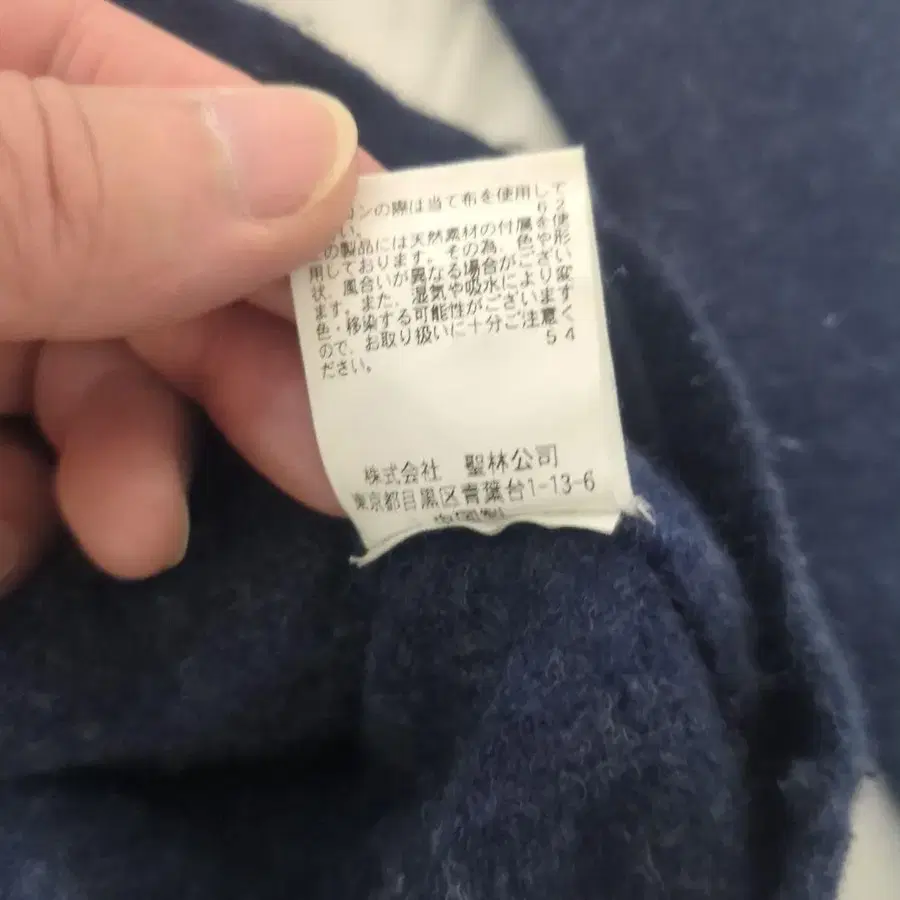 ンの際は当て布を使用して
い。 62
の製品には天然素材の付属を使
用しております。その為、色や形
状、風合いが異なる場合がござい
ます。また、湿気や吸水により変
色・移染する可能性がございます
ので、お取り扱いに十分ご注意く
ださい。 54
株式会社 聖林公司
東京都目黒区青葉台1-13-6
中国製